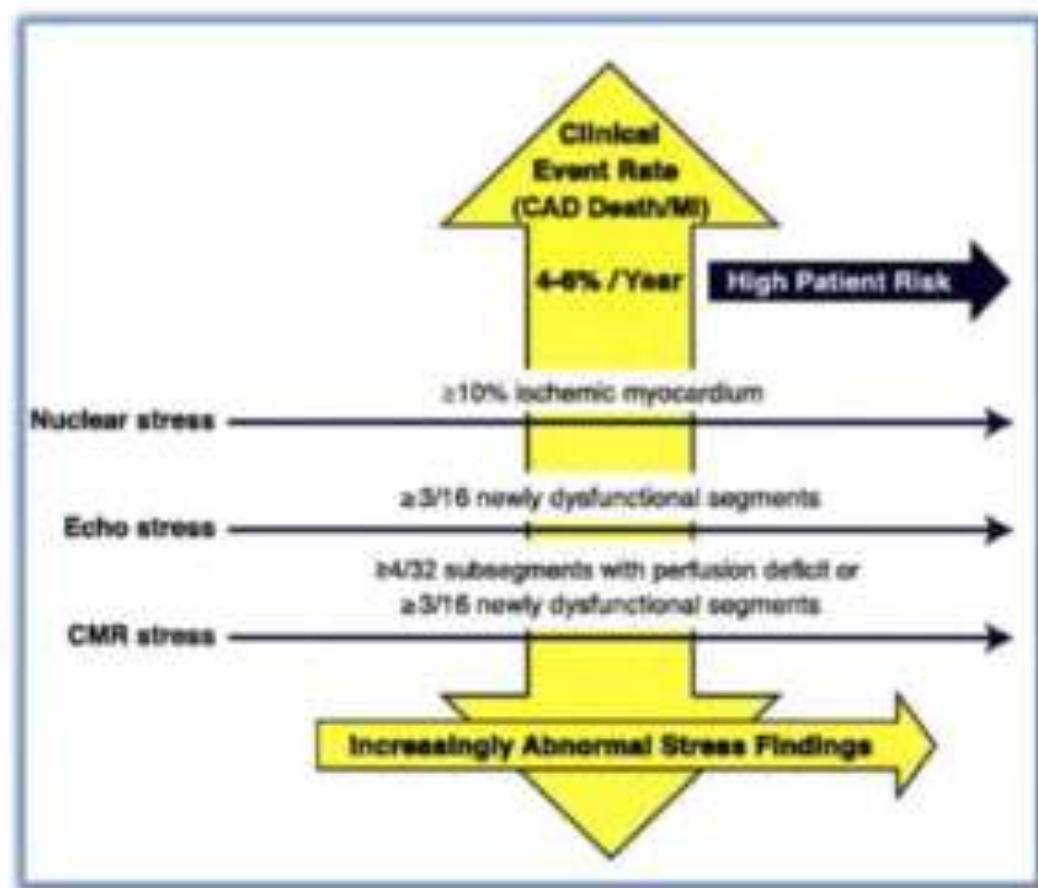 Clinical
Event Rate
(CAD Death/MI)
4-6% / Year
High Patient Risk
≥10% ischemic myocardium
Nuclear stress
≥3/16 newly dysfunctional segments
Echo stress
≥4/32 subsegments with perfusion deficit or
≥3/16 newly dysfunctional segments
CMR stress
Increasingly Abnormal Stress Findings